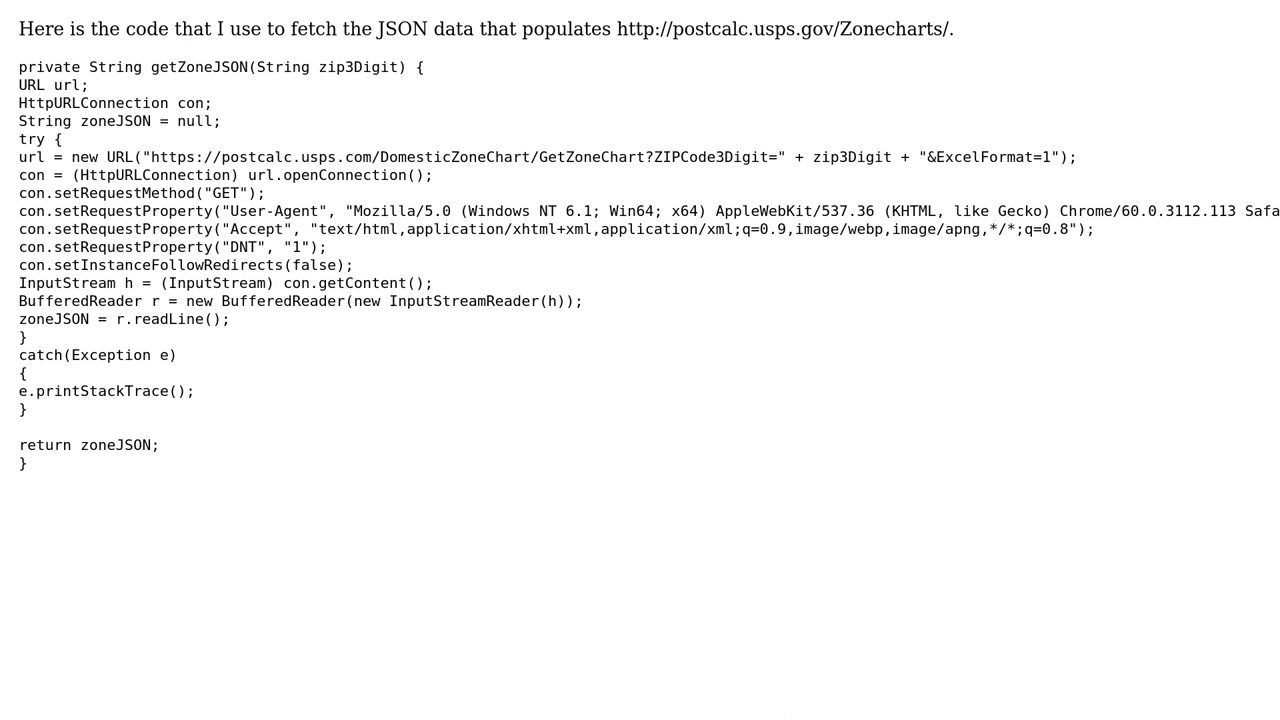 Here is the code that I use to fetch the JSON data that populates http://postcalc.usps.gov/Zonecharts/.
private String getZoneJSON(String zip3Digit) {
URL url;
HttpURLConnection con;
String zoneJSON = null;
try {
url = new URL("https://postcalc.usps.com/DomesticZoneChart/GetZoneChart?ZIPCode3Digit=" + zip3Digit + "&ExcelFormat=1");
con = (HttpURLConnection) url.openConnection();
con.setRequestMethod("GET");
con.setRequestProperty("User-Agent", "Mozilla/5.0 (Windows NT 6.1; Win64; x64) AppleWebKit/537.36 (KHTML, like Gecko) Chrome/60.0.3112.113 Safa
con.setRequestProperty("Accept", "text/html,application/xhtml+xml,application/xml;q=0.9,image/webp,image/apng,*/*;q=0.8");
con.setRequestProperty("DNT", "1");
con.setInstanceFollowRedirects(false);
InputStream h = (InputStream) con.getContent();
BufferedReader r = new BufferedReader(new InputStreamReader(h));
zoneJSON = r.readLine();
}
catch(Exception e)
{
e.printStackTrace();
}
return zoneJSON;
}